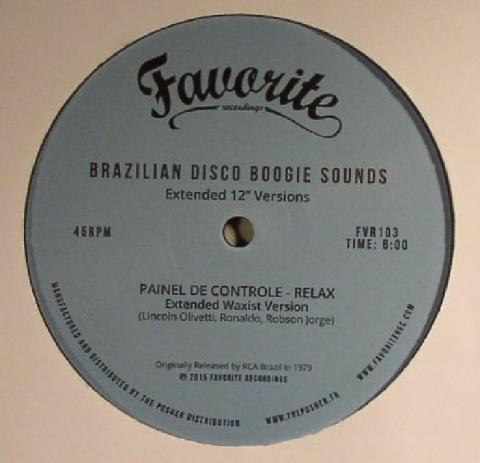 Favorite
recordings
BRAZILIAN DISCO BOOGIE SOUNDS
Extended 12" Versions
45RPM
FVR103
TIME: 6:00
PAINEL DE CONTROLE - RELAX
Extended Waxist Version
(Lincoln Olivetti, Ronaldo, Robson Jorge)
Originally Released by RCA Brazil in 1979
© 2015 FAVORITE RECORDINGS
MANUFACTURED AND DISTRIBUTED BY THE PUSHER DISTRIBUTION
WWW.THEPUSHER.FR
WWW.FAVORITEREC.COM